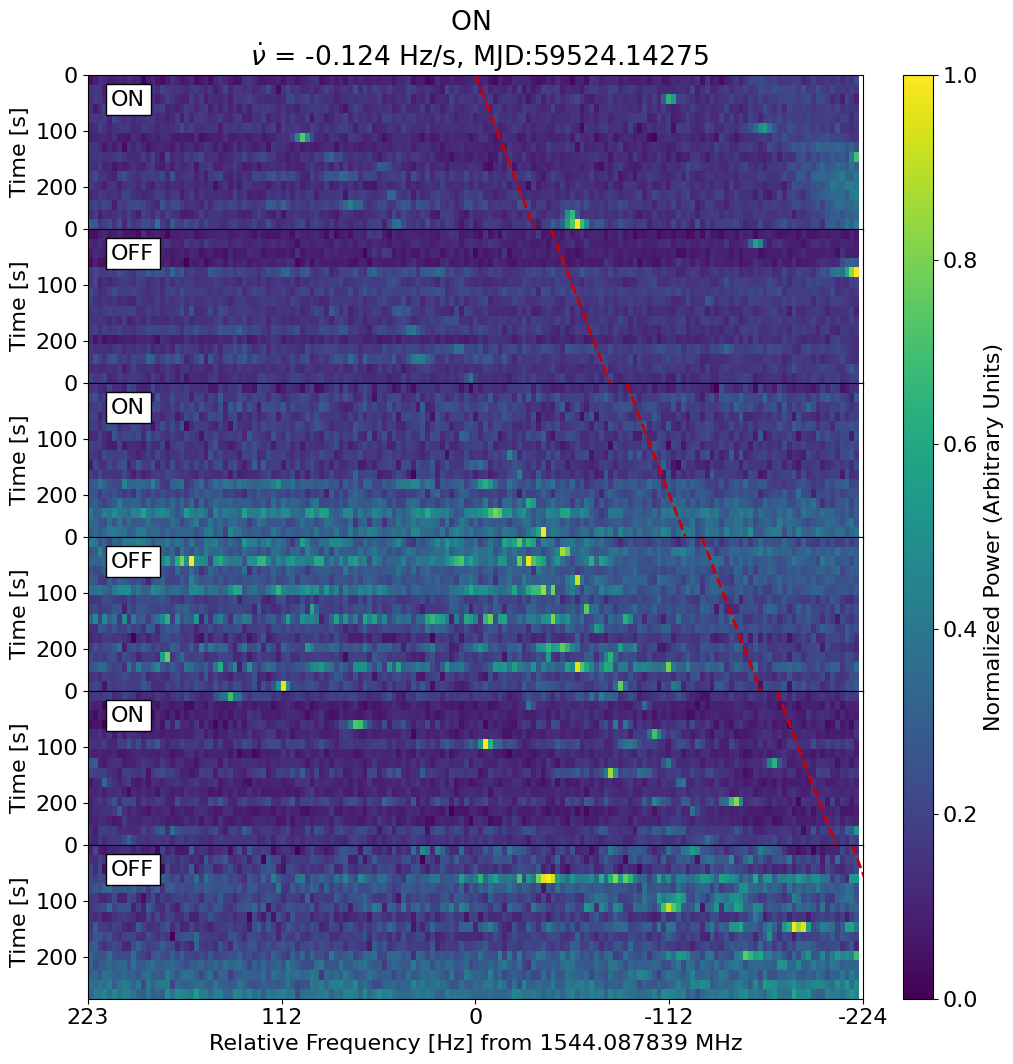 ON
ν̇ = -0.124 Hz/s, MJD:59524.14275
0
ON
100
Time [s]
200
0
OFF
100
Time [s]
200
0
ON
100
Time [s]
200
0
OFF
100
Time [s]
200
0
ON
100
Time [s]
200
0
OFF
100
Time [s]
200
223 112 0 -112 -224
Relative Frequency [Hz] from 1544.087839 MHz
1.0
0.8
0.6
0.4
0.2
0.0
Normalized Power (Arbitrary Units)